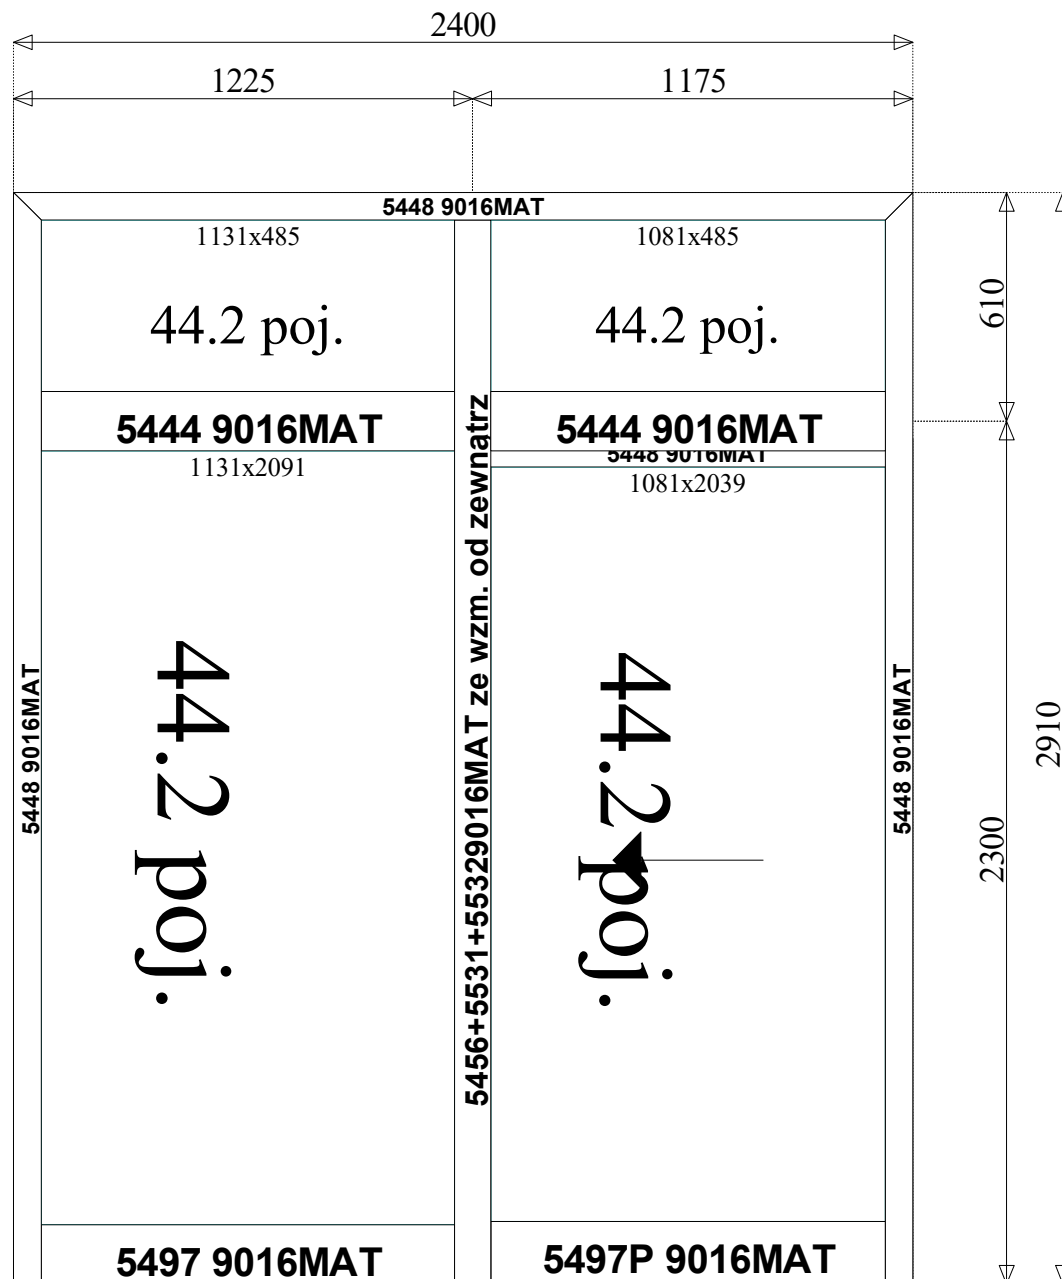 2400
1225
1175
5448 9016MAT
1131x485
1081x485
610
44.2 poj.
44.2 poj.
5444 9016MAT
5444 9016MAT
5448 9016MAT
1131x2091
1081x2039
5448 9016MAT
44.2 poj.
5456+5531+55329016MAT ze wzm. od zewnatrz
44.2 poj.
5448 9016MAT
2300
2910
5497 9016MAT
5497P 9016MAT